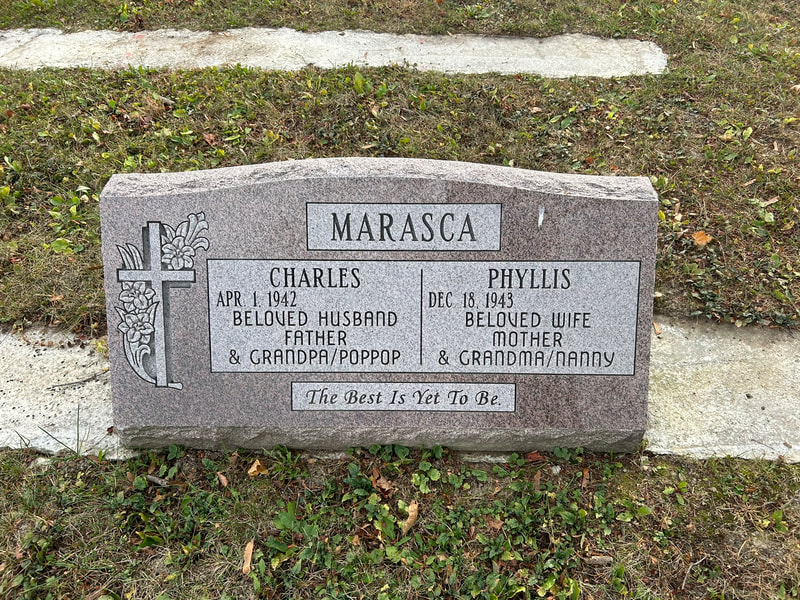 MARASCA
CHARLES
APR 1, 1942
BELOVED HUSBAND
FATHER
& GRANDPA/POPPOP
PHYLLIS
DEC 18, 1943
BELOVED WIFE
MOTHER
& GRANDMA/NANNY
The Best Is Yet To Be.